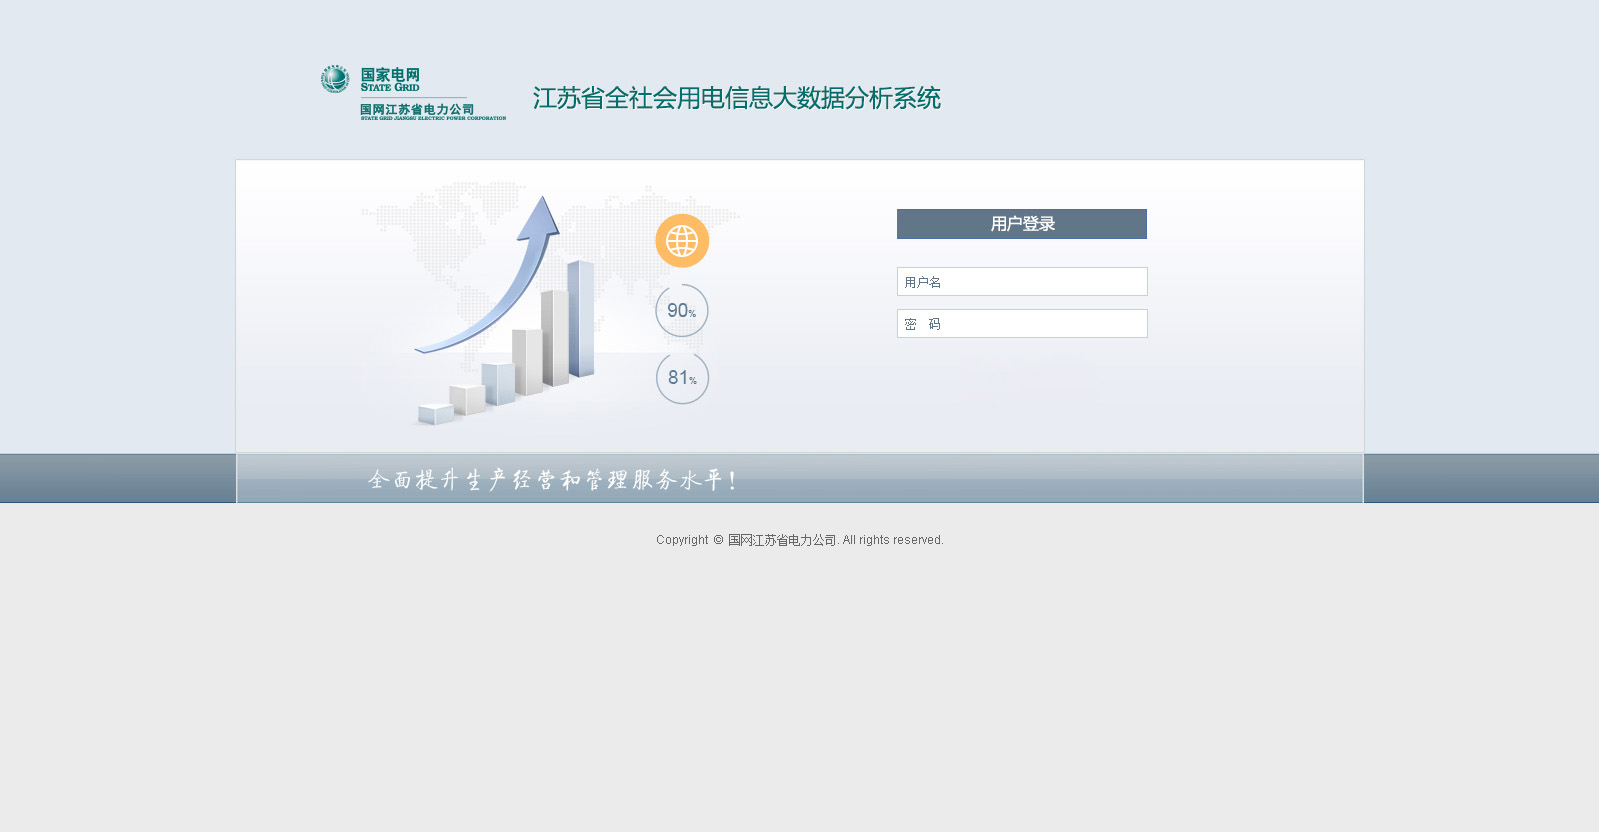 国家电网
STATE GRID
国网江苏省电力公司
STATE GRID JIANGSU ELECTRIC POWER CORPORATION
江苏省全社会用电信息大数据分析系统
用户登录
用户名
密 码
90%
81%
全面提升生产经营和管理服务水平!
Copyright © 国网江苏省电力公司. All rights reserved.